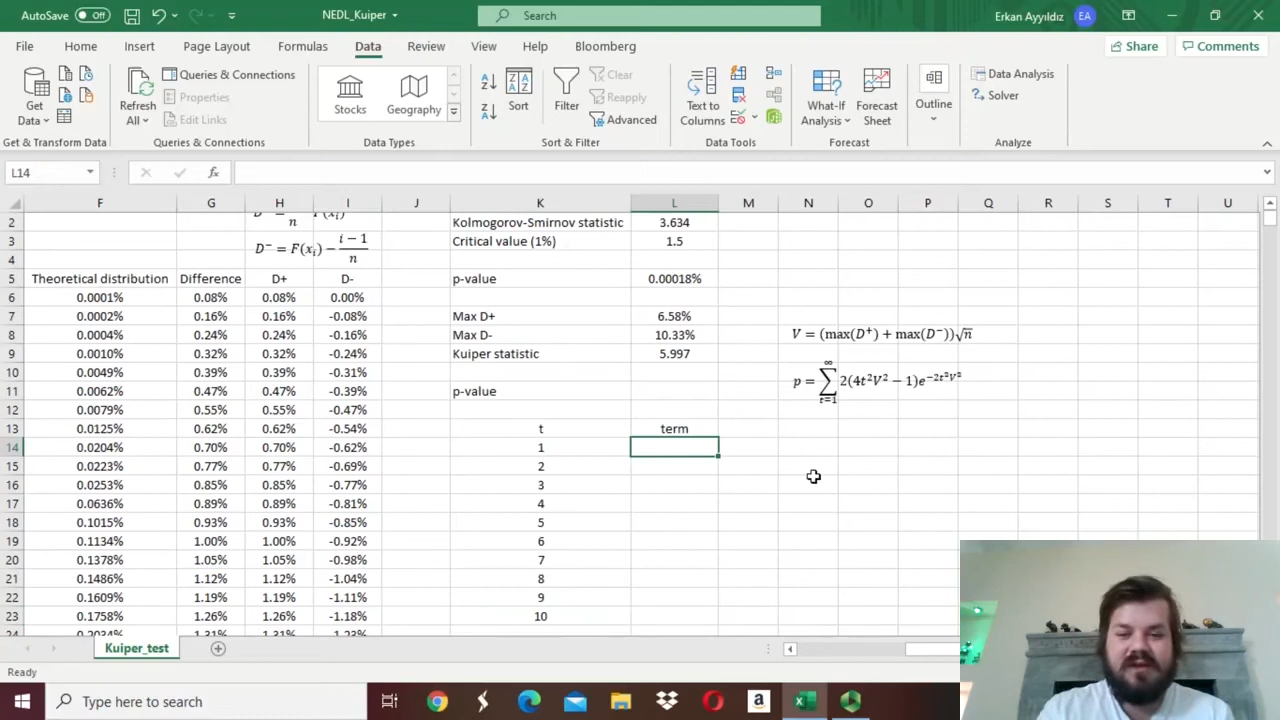 AutoSave Off NEDL_Kuiper Search Erkan Ayyıldız EA
File Home Insert Page Layout Formulas Data Review View Help Bloomberg Share Comments
Get Data
Refresh All
Queries & Connections
Properties
Edit Links
Stocks
Geography
Sort
Filter
Clear
Reapply
Advanced
Text to Columns
What-If Analysis
Forecast Sheet
Outline
Data Analysis
Solver
Get & Transform Data Queries & Connections Data Types Sort & Filter Data Tools Forecast Analyze
L14 fx
F G H I J K L M N O P Q R S T U
2 Kolmogorov-Smirnov statistic 3.634
3 D⁻ = F(xᵢ) − (i−1)/n Critical value (1%) 1.5
4
5 Theoretical distribution Difference D+ D- p-value 0.00018%
6 0.0001% 0.08% 0.08% 0.00%
7 0.0002% 0.16% 0.16% -0.08% Max D+ 6.58%
8 0.0004% 0.24% 0.24% -0.16% Max D- 10.33% V = (max(D⁺) + max(D⁻))√n
9 0.0010% 0.32% 0.32% -0.24% Kuiper statistic 5.997
10 0.0049% 0.39% 0.39% -0.31% p = ∑_{t=1}^{∞} 2(4t²V² − 1)e^{−2t²V²}
11 0.0062% 0.47% 0.47% -0.39% p-value
12 0.0079% 0.55% 0.55% -0.47%
13 0.0125% 0.62% 0.62% -0.54% t term
14 0.0204% 0.70% 0.70% -0.62% 1
15 0.0223% 0.77% 0.77% -0.69% 2
16 0.0253% 0.85% 0.85% -0.77% 3
17 0.0636% 0.89% 0.89% -0.81% 4
18 0.1015% 0.93% 0.93% -0.85% 5
19 0.1134% 1.00% 1.00% -0.92% 6
20 0.1378% 1.05% 1.05% -0.98% 7
21 0.1486% 1.12% 1.12% -1.04% 8
22 0.1609% 1.19% 1.19% -1.11% 9
23 0.1758% 1.26% 1.26% -1.18% 10
Kuiper_test
Ready
Type here to search